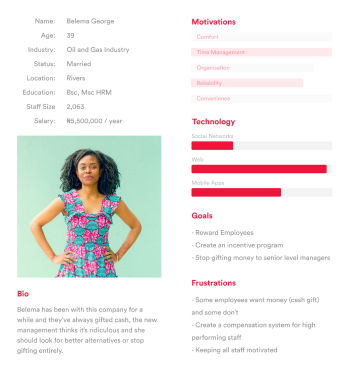 Name: Belema George
Age: 39
Industry: Oil and Gas Industry
Status: Married
Location: Rivers
Education: Bsc, Msc HRM
Staff Size 2,063
Salary: ₦5,500,000 / year
Bio
Belema has been with this company for a
while and they've always gifted cash, the new
management thinks it's ridiculous and she
should look for better alternatives or stop
gifting entirely.
Motivations
Comfort
Time Management
Organisation
Reliability
Convenience
Technology
Social Networks
Web
Mobile Apps
Goals
· Reward Employees
· Create an incentive program
· Stop gifting money to senior level managers
Frustrations
· Some employees want money (cash gift)
and some don't
· Create a compensation system for high
performing staff
· Keeping all staff motivated